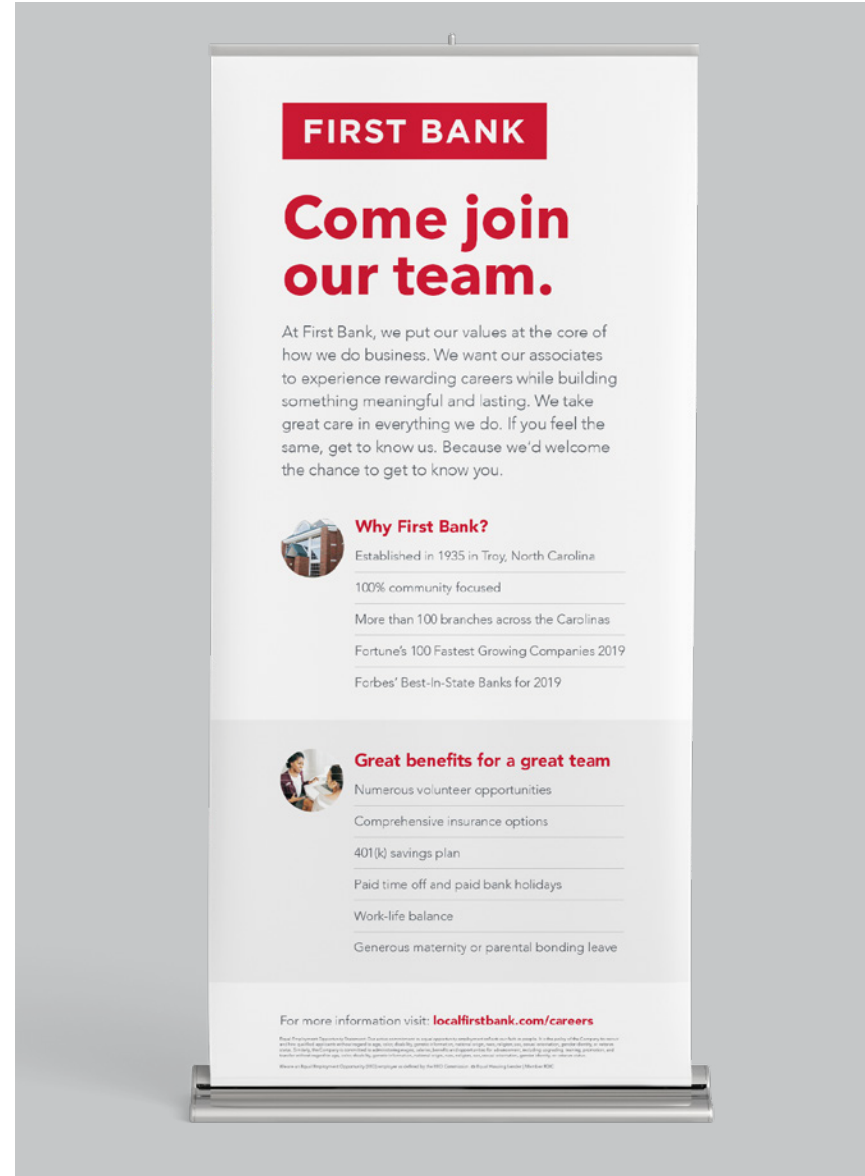 FIRST BANK
Come join
our team.
At First Bank, we put our values at the core of
how we do business. We want our associates
to experience rewarding careers while building
something meaningful and lasting. We take
great care in everything we do. If you feel the
same, get to know us. Because we'd welcome
the chance to get to know you.
Why First Bank?
Established in 1935 in Troy, North Carolina
100% community focused
More than 100 branches across the Carolinas
Fortune's 100 Fastest Growing Companies 2019
Forbes' Best-In-State Banks for 2019
Great benefits for a great team
Numerous volunteer opportunities
Comprehensive insurance options
401(k) savings plan
Paid time off and paid bank holidays
Work-life balance
Generous maternity or parental bonding leave
For more information visit: localfirstbank.com/careers
Equal Employment Opportunity Statement: